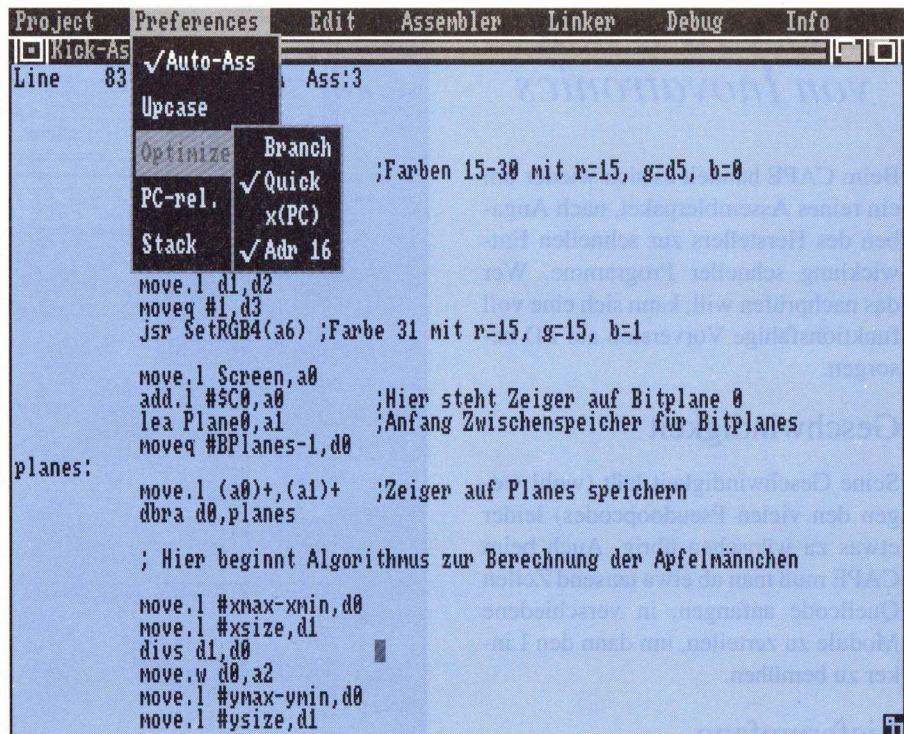 Project Preferences Edit Assembler Linker Debug Info
Kick-As
Line 83 Ass:3
✓Auto-Ass
Upcase
Optimize
PC-rel.
Stack
Branch
✓Quick
x(PC)
✓Adr 16
;Farben 15-30 mit r=15, g=d5, b=0
move.l d1,d2
moveq #1,d3
jsr SetRGB4(a6) ;Farbe 31 mit r=15, g=15, b=1
move.l Screen,a0
add.l #$C0,a0 ;Hier steht Zeiger auf Bitplane 0
lea Plane0,a1 ;Anfang Zwischenspeicher für Bitplanes
moveq #BPlanes-1,d0
planes:
move.l (a0)+,(a1)+ ;Zeiger auf Planes speichern
dbra d0,planes
; Hier beginnt Algorithmus zur Berechnung der Apfelmännchen
move.l #xmax-xmin,d0
move.l #xsize,d1
divs d1,d0
move.w d0,a2
move.l #ymax-ymin,d0
move.l #ysize,d1